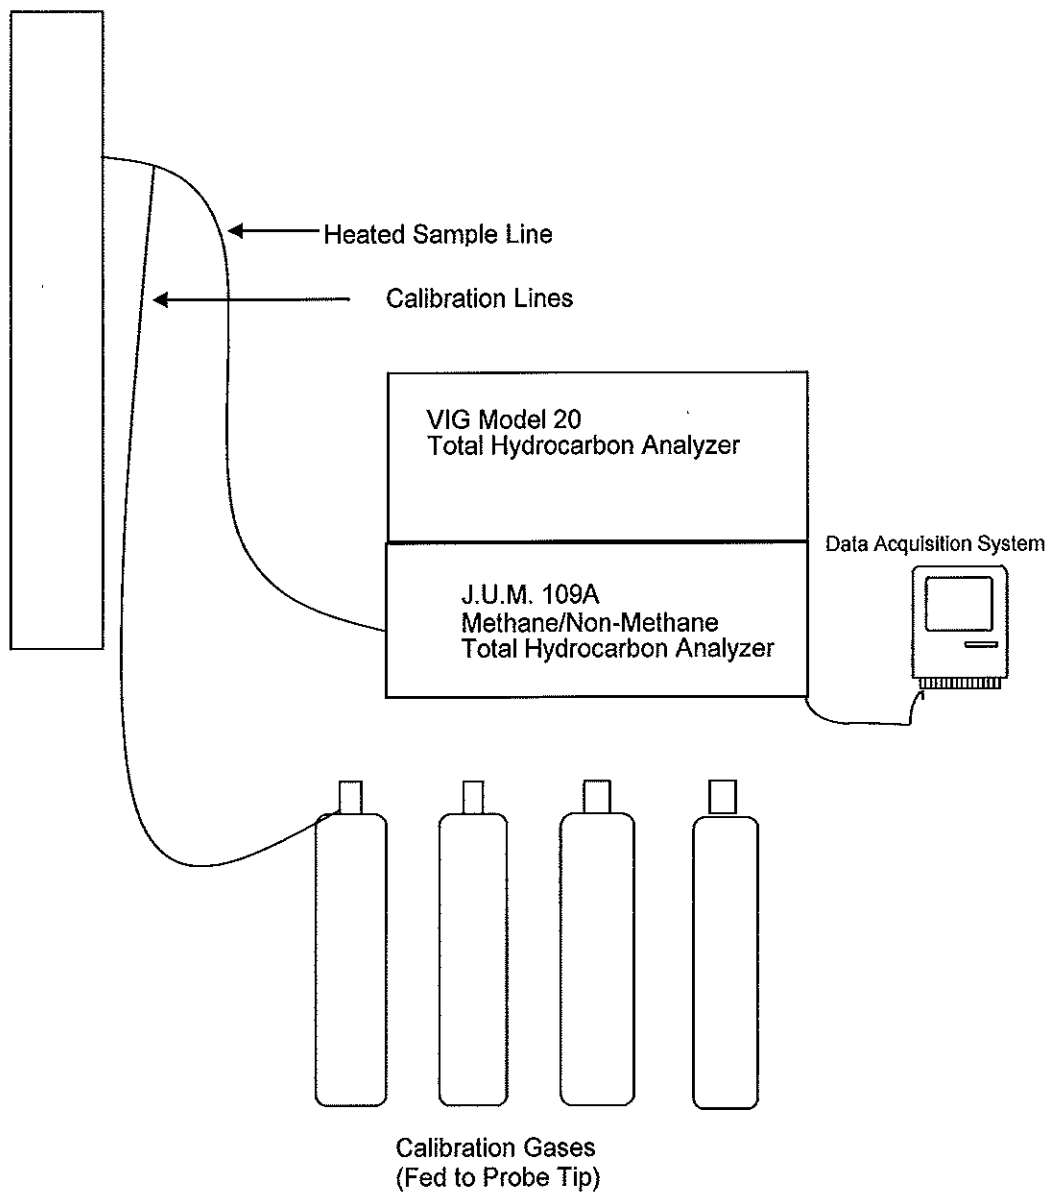 Heated Sample Line
Calibration Lines
VIG Model 20
Total Hydrocarbon Analyzer
Data Acquisition System
J.U.M. 109A
Methane/Non-Methane
Total Hydrocarbon Analyzer
Calibration Gases
(Fed to Probe Tip)